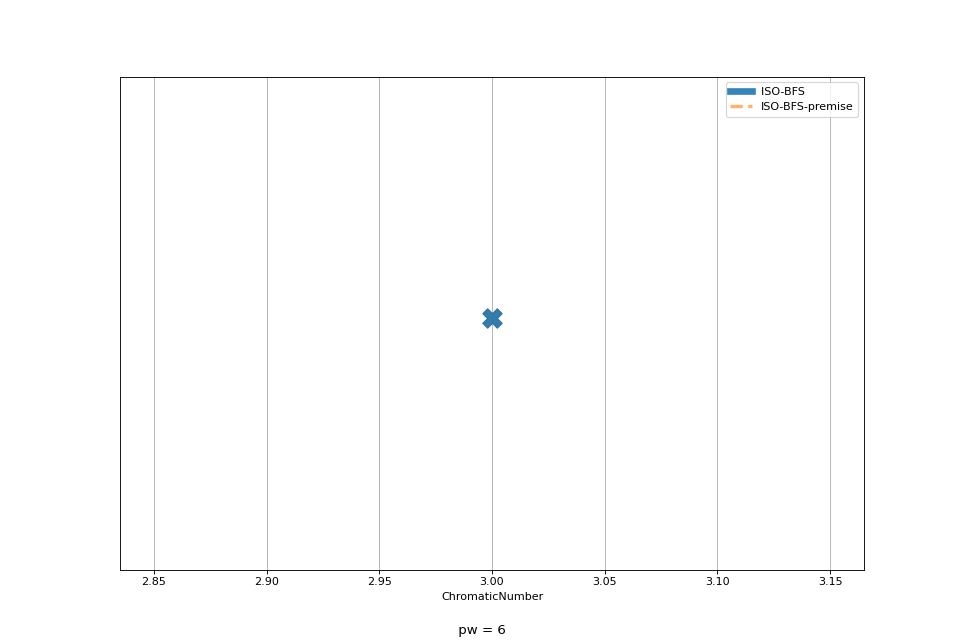 ISO-BFS
ISO-BFS-premise
2.85 2.90 2.95 3.00 3.05 3.10 3.15
ChromaticNumber
pw = 6